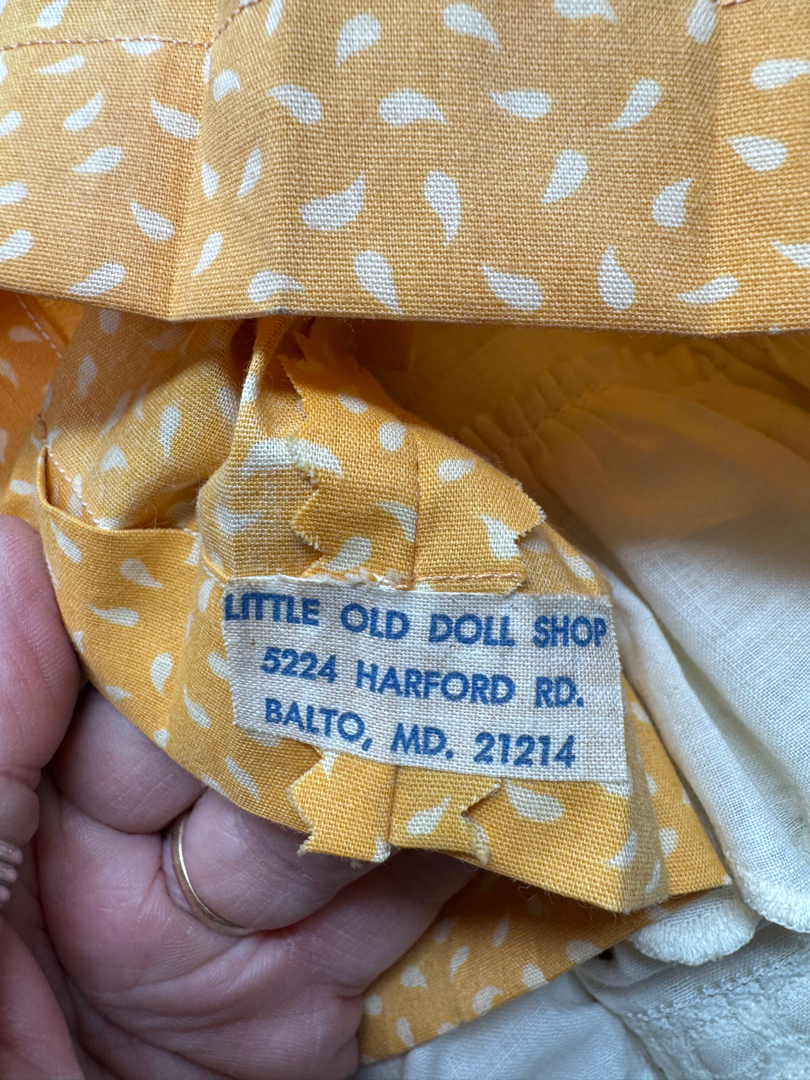 LITTLE OLD DOLL SHOP
5224 HARFORD RD.
BALTO, MD. 21214